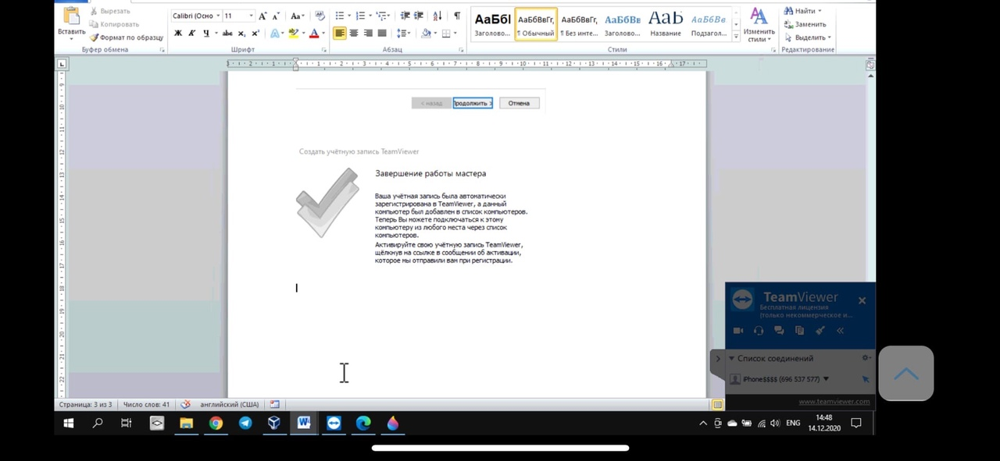 Вырезать
Копировать
Формат по образцу
Вставить
Буфер обмена
Calibri (Осно
11
Aa
Ж К Ч abc x₂ x²
Шрифт
Абзац
АаБбІ
Заголово...
АаБбВвГг,
¶ Обычный
АаБбВвГг,
¶ Без инте...
АаБбВв
Заголово...
АаЬ
Название
АаБбВв.
Подзагол...
Изменить
стили
Стили
Найти
Заменить
Выделить
Редактирование
< назад
Продолжить >
Отмена
Создать учётную запись TeamViewer
Завершение работы мастера
Ваша учётная запись была автоматически
зарегистрирована в TeamViewer, а данный
компьютер был добавлен в список компьютеров.
Теперь Вы можете подключаться к этому
компьютеру из любого места через список
компьютеров.
Активируйте свою учётную запись TeamViewer,
щёлкнув на ссылке в сообщении об активации,
которое мы отправили вам при регистрации.
TeamViewer
Бесплатная лицензия
(только некоммерческое и...
Список соединений
iPhone$$$$ (696 537 577)
www.teamviewer.com
Страница: 3 из 3
Число слов: 41
английский (США)
ENG
14:48
14.12.2020